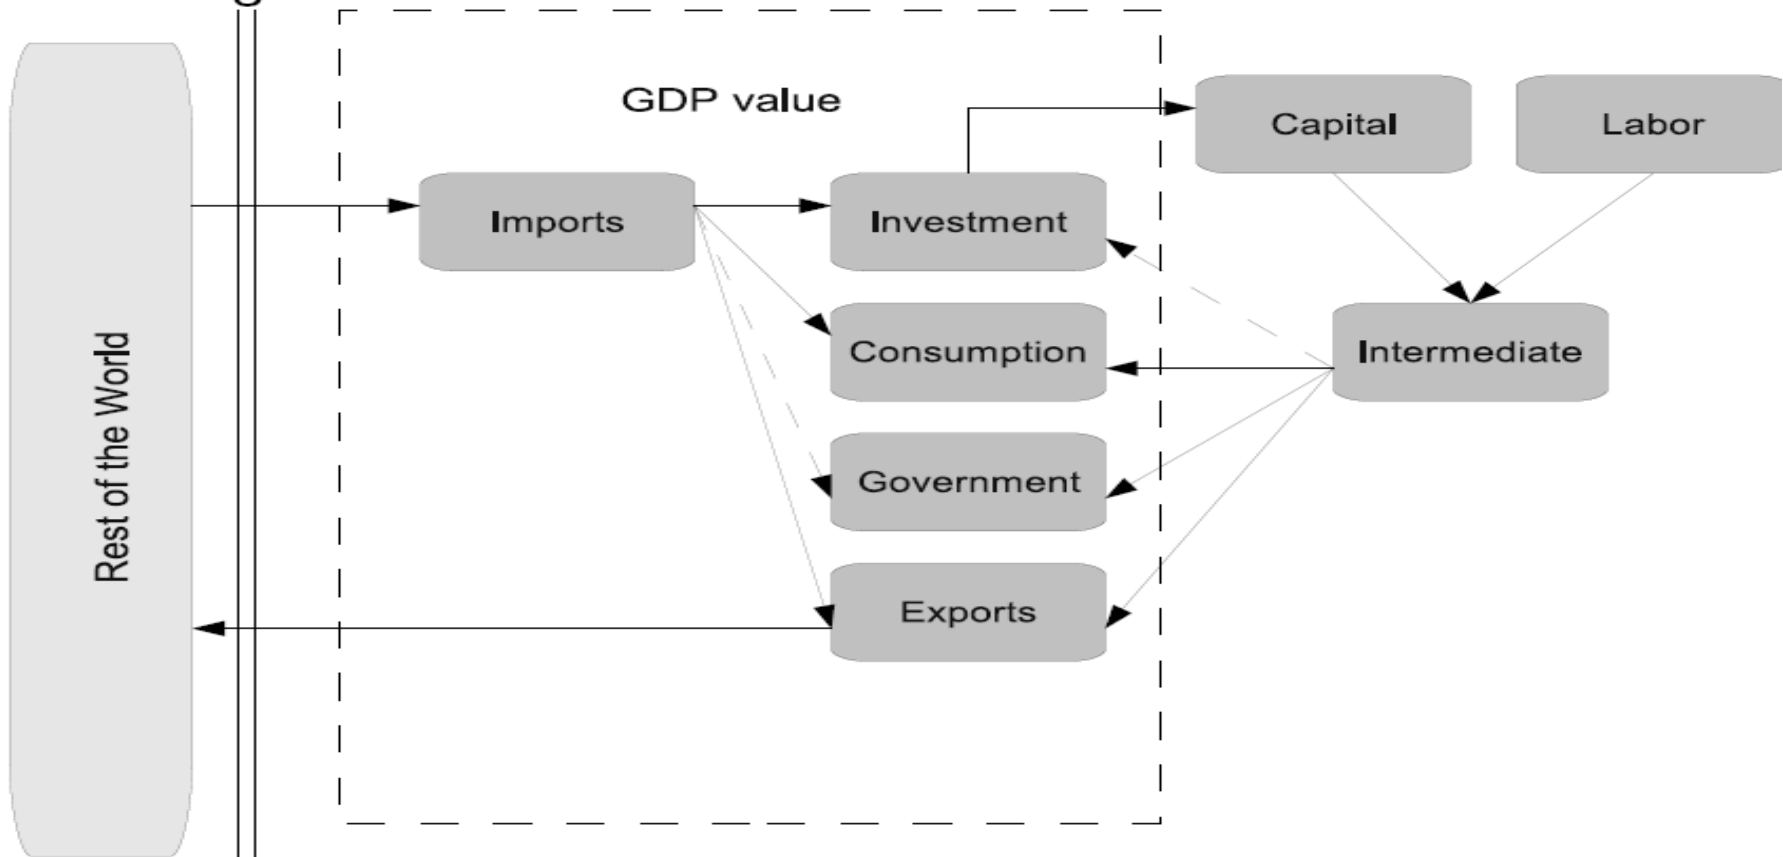 GDP value
Capital
Labor
Imports
Investment
Consumption
Intermediate
Government
Exports
Rest of the World